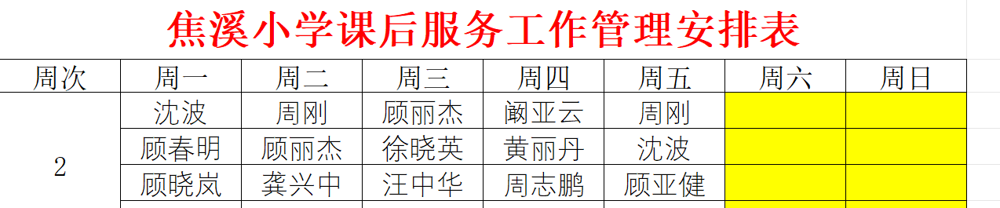 焦溪小学课后服务工作管理安排表
周次 周一 周二 周三 周四 周五 周六 周日
沈波 周刚 顾丽杰 阚亚云 周刚
2 顾春明 顾丽杰 徐晓英 黄丽丹 沈波
顾晓岚 龚兴中 汪中华 周志鹏 顾亚健